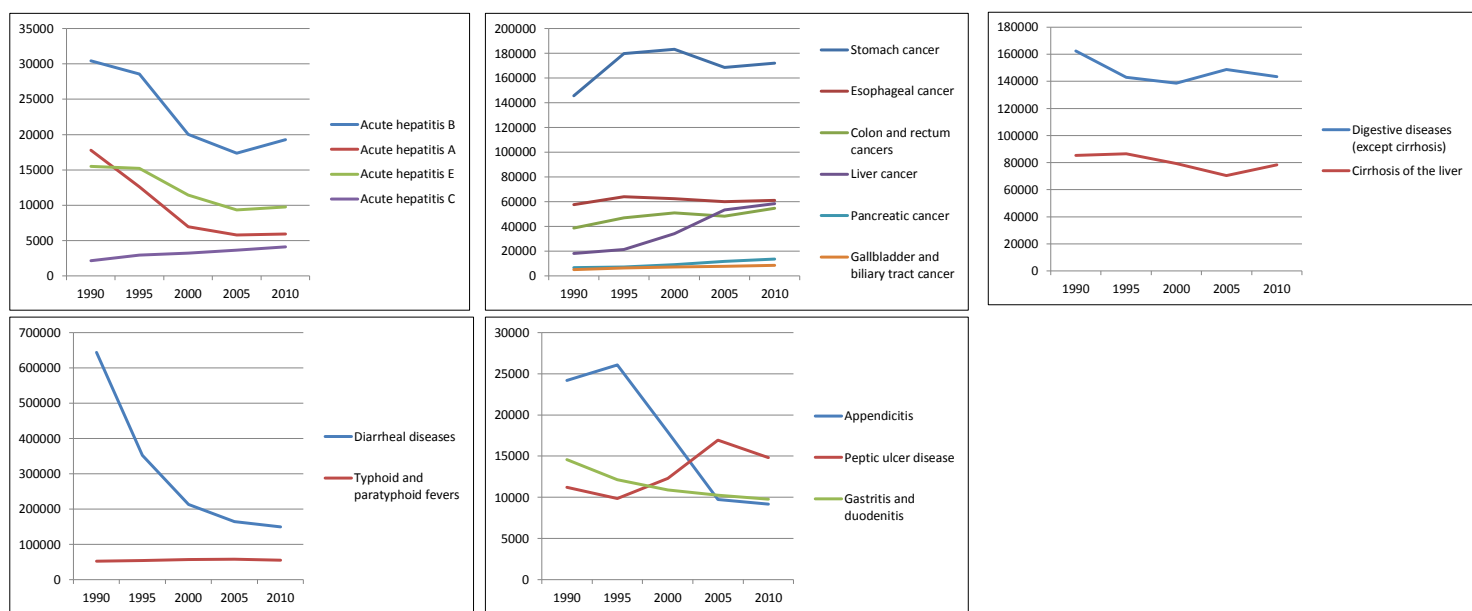 35000
30000
25000
20000
15000
10000
5000
0
1990 1995 2000 2005 2010
Acute hepatitis B
Acute hepatitis A
Acute hepatitis E
Acute hepatitis C
200000
180000
160000
140000
120000
100000
80000
60000
40000
20000
0
1990 1995 2000 2005 2010
Stomach cancer
Esophageal cancer
Colon and rectum
cancers
Liver cancer
Pancreatic cancer
Gallbladder and
biliary tract cancer
180000
160000
140000
120000
100000
80000
60000
40000
20000
0
1990 1995 2000 2005 2010
Digestive diseases
(except cirrhosis)
Cirrhosis of the liver
700000
600000
500000
400000
300000
200000
100000
0
1990 1995 2000 2005 2010
Diarrheal diseases
Typhoid and
paratyphoid fevers
30000
25000
20000
15000
10000
5000
0
1990 1995 2000 2005 2010
Appendicitis
Peptic ulcer disease
Gastritis and
duodenitis